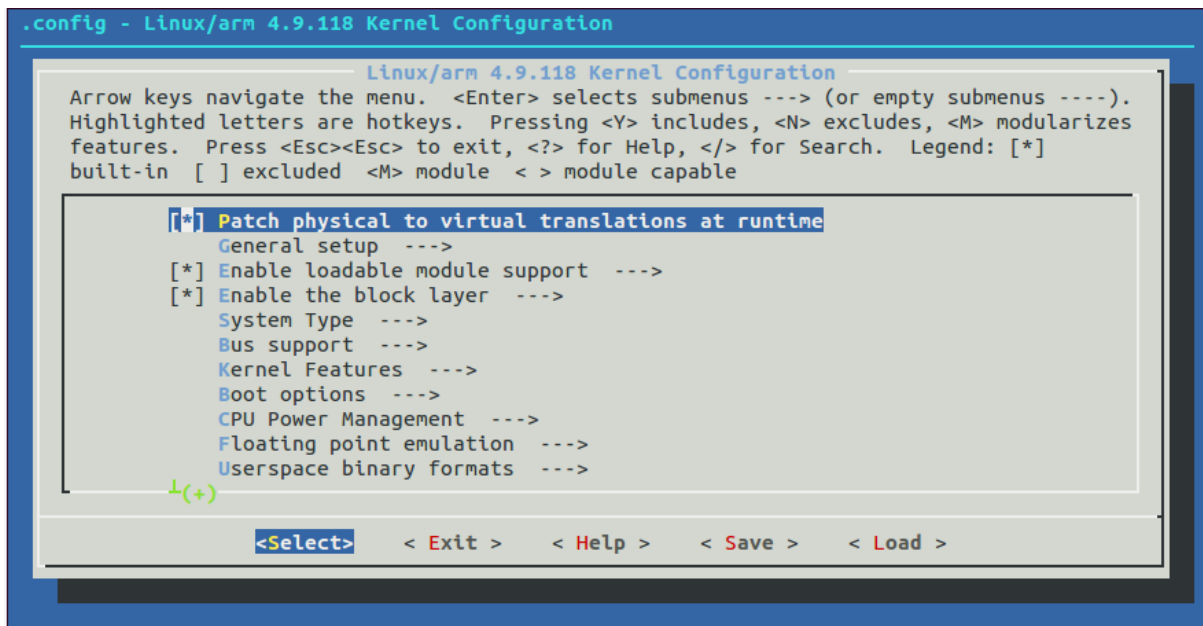 .config - Linux/arm 4.9.118 Kernel Configuration
Linux/arm 4.9.118 Kernel Configuration
Arrow keys navigate the menu.  <Enter> selects submenus ---> (or empty submenus ----).
Highlighted letters are hotkeys.  Pressing <Y> includes, <N> excludes, <M> modularizes
features.  Press <Esc><Esc> to exit, <?> for Help, </> for Search.  Legend: [*]
built-in  [ ] excluded  <M> module  < > module capable
[*] Patch physical to virtual translations at runtime
General setup  --->
[*] Enable loadable module support  --->
[*] Enable the block layer  --->
System Type  --->
Bus support  --->
Kernel Features  --->
Boot options  --->
CPU Power Management  --->
Floating point emulation  --->
Userspace binary formats  --->
┴(+)
<Select>    < Exit >    < Help >    < Save >    < Load >